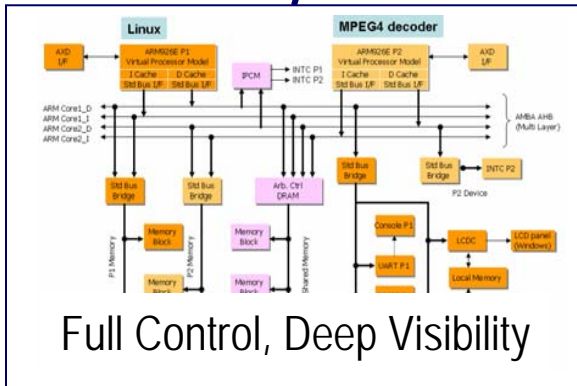 Linux
MPEG4 decoder
AXD
I/F
ARM926E P1
Virtual Processor Model
I Cache D Cache
Std Bus I/F Std Bus I/F
IPCM
INTC P1
INTC P2
ARM926E P2
Virtual Processor Model
I Cache D Cache
Std Bus I/F Std Bus I/F
AXD
I/F
ARM Core1_D
ARM Core1_I
ARM Core2_D
ARM Core2_I
AMBA AHB
(Multi Layer)
Std Bus
Bridge
Std Bus
Bridge
Arb. Ctrl
DRAM
Std Bus
Bridge
Std Bus
Bridge
INTC P2
P2 Device
P1 Memory
Memory
Block
P2 Memory
Memory
Block
Shared Memory
Console P1
UART P1
LCDC
LCD panel
(Windows)
Local Memory
Memory
Block
Memory
Block
Full Control, Deep Visibility